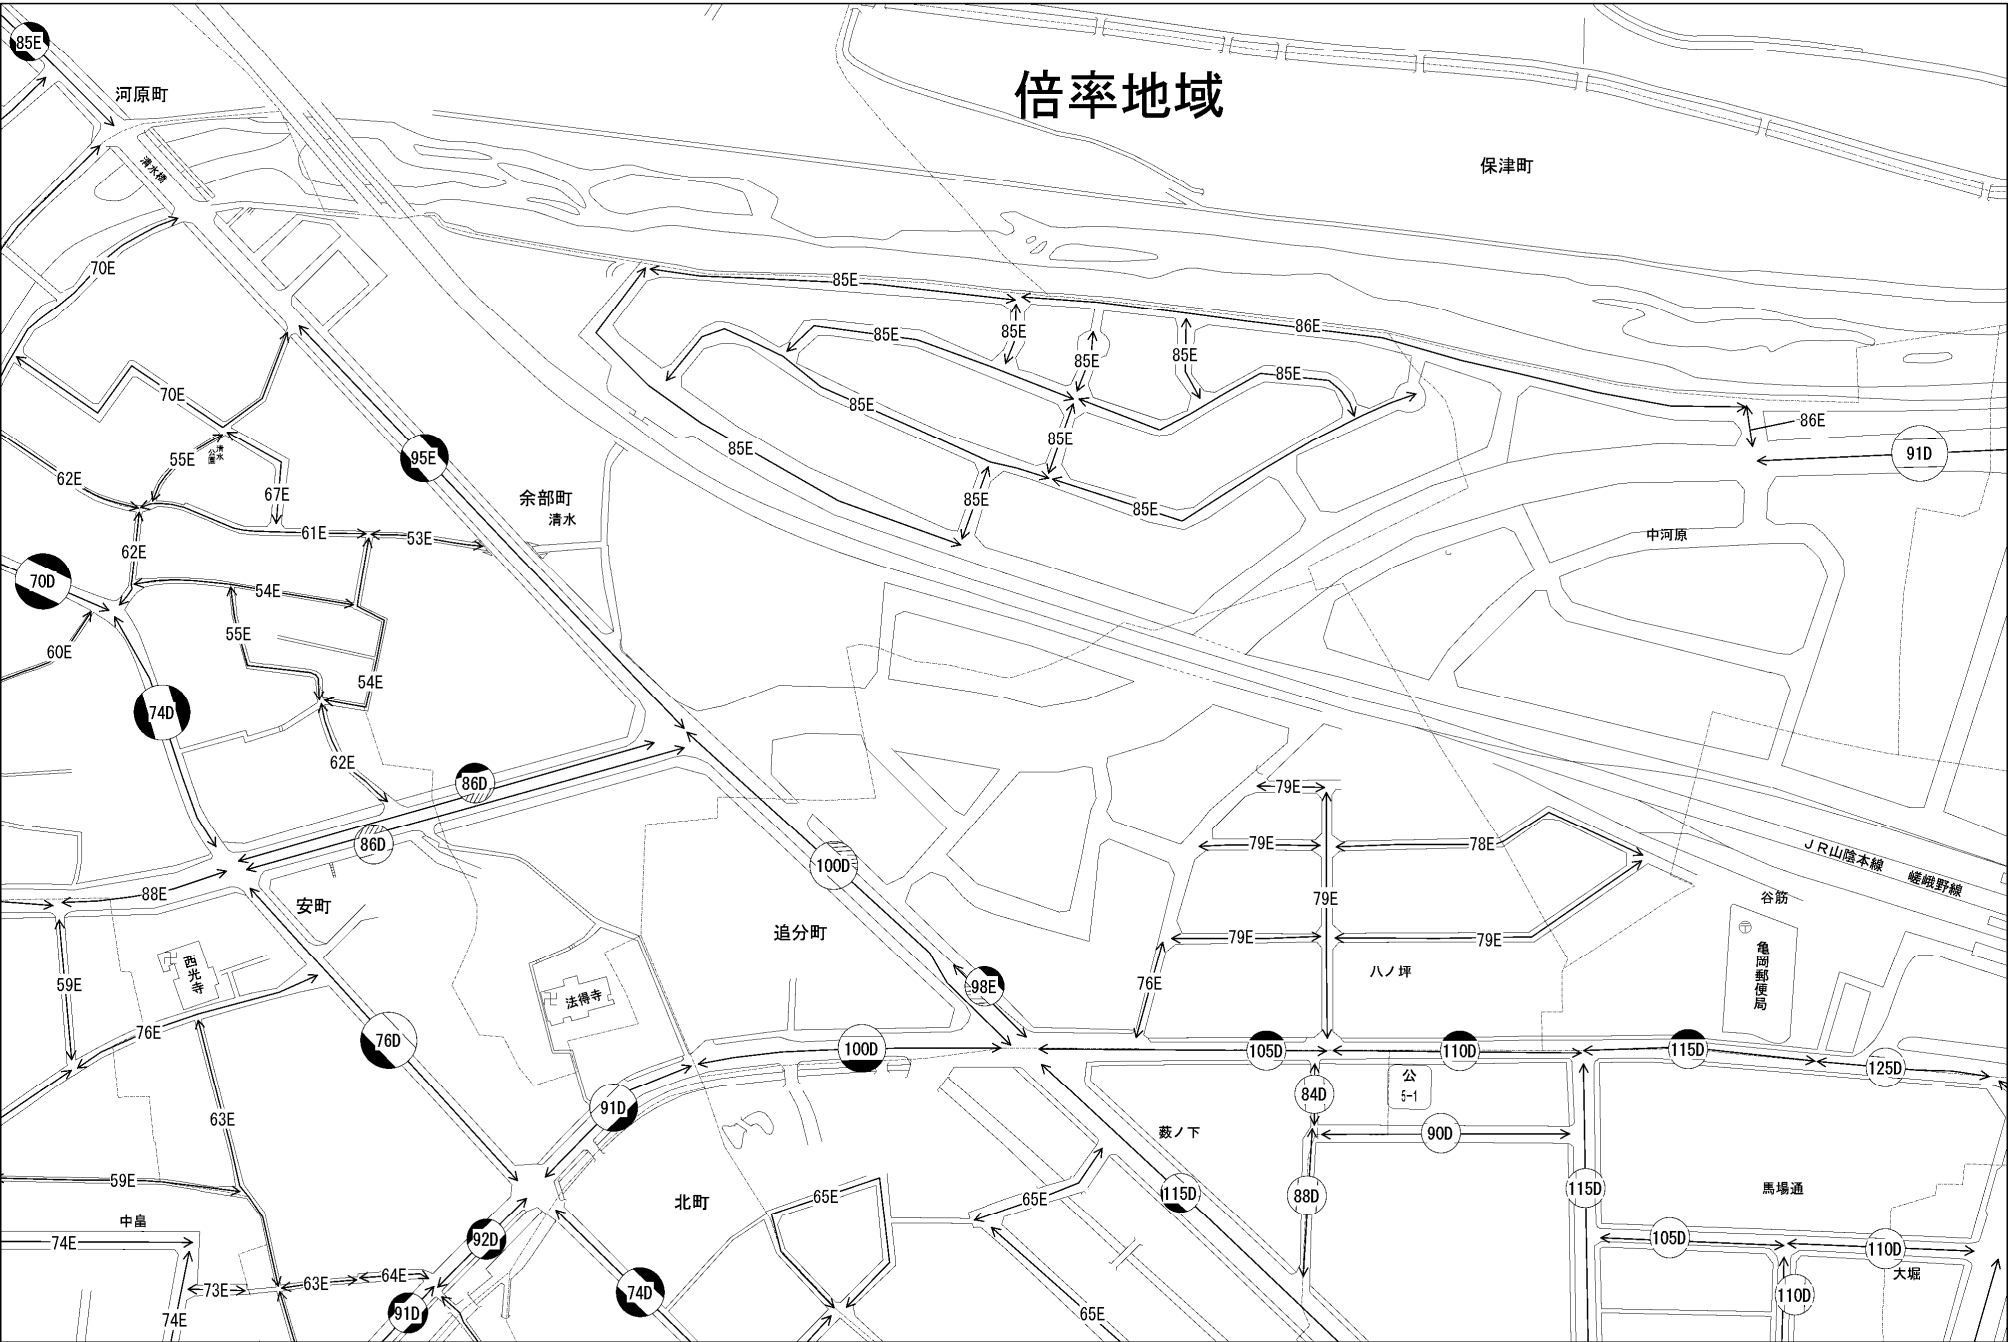 85E
河原町
倍率地域
保津町
清水橋
70E
85E
86E
85E
85E
85E
85E
85E
70E
85E
86E
55E
清水
公園
62E
95E
85E
85E
91D
67E
余部町
清水
85E
85E
61E
53E
62E
中河原
70D
54E
55E
60E
54E
74D
62E
86D
79E
86D
100D
79E
78E
JR山陰本線 嵯峨野線
88E
安町
79E
谷筋
追分町
79E
79E
八ノ坪
亀岡郵便局
西光寺
59E
法得寺
98E
76E
76E
76D
100D
105D
110D
115D
125D
91D
84D
公
5-1
63E
薮ノ下
90D
59E
北町
65E
65E
115D
88D
115D
馬場通
中畠
74E
92D
105D
110D
大堀
73E
63E
64E
74D
110D
74E
91D
65E